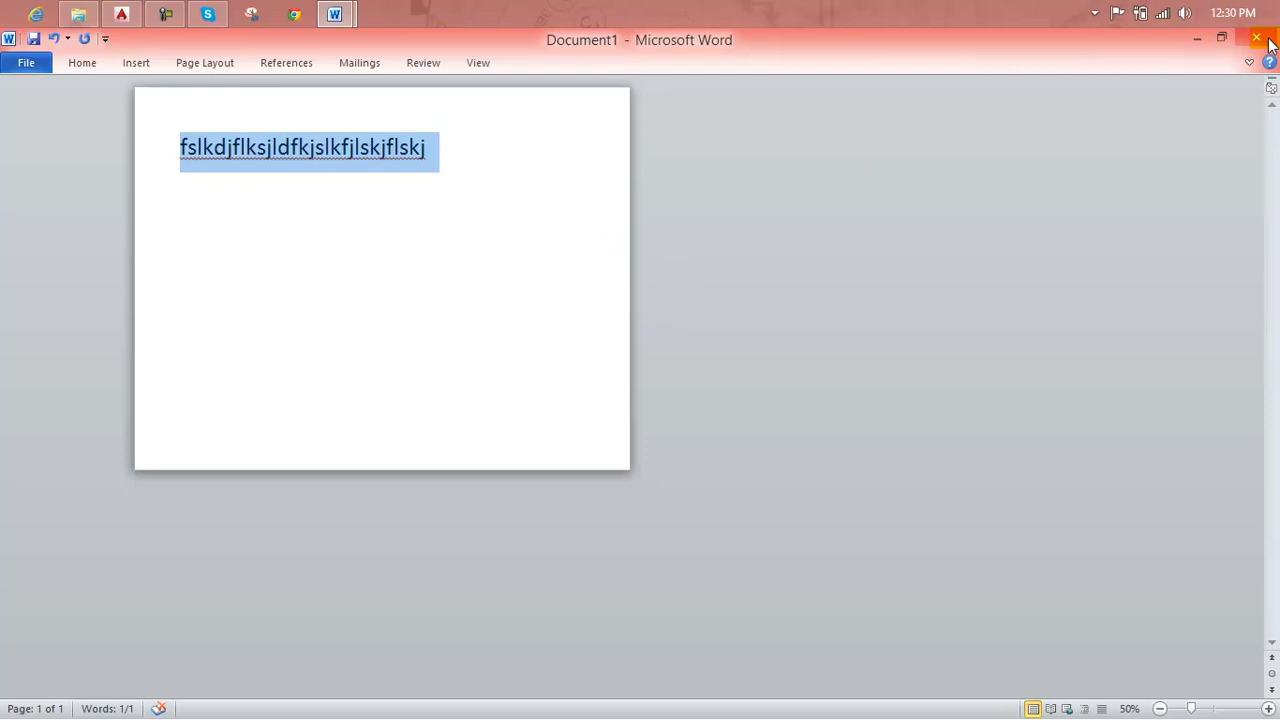 12:30 PM
Document1 - Microsoft Word
File Home Insert Page Layout References Mailings Review View
fslkdjflksjldfkjslkfjlskjflskj
Page: 1 of 1 Words: 1/1 50%